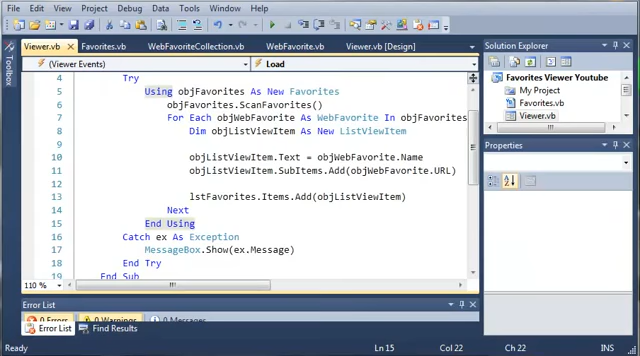 File Edit View Project Debug Data Tools Window Help
Viewer.vb Favorites.vb WebFavoriteCollection.vb WebFavorite.vb Viewer.vb [Design]
(Viewer Events) Load
4 Try
5 Using objFavorites As New Favorites
6 objFavorites.ScanFavorites()
7 For Each objWebFavorite As WebFavorite In objFavorites
8 Dim objListViewItem As New ListViewItem
9
10 objListViewItem.Text = objWebFavorite.Name
11 objListViewItem.SubItems.Add(objWebFavorite.URL)
12
13 lstFavorites.Items.Add(objListViewItem)
14 Next
15 End Using
16 Catch ex As Exception
17 MessageBox.Show(ex.Message)
18 End Try
19 End Sub
110 %
Toolbox
Solution Explorer
Favorites Viewer Youtube
My Project
Favorites.vb
Viewer.vb
Properties
Error List
0 Errors 0 Warnings 0 Messages
Error List Find Results
Ready Ln 15 Col 22 Ch 22 INS